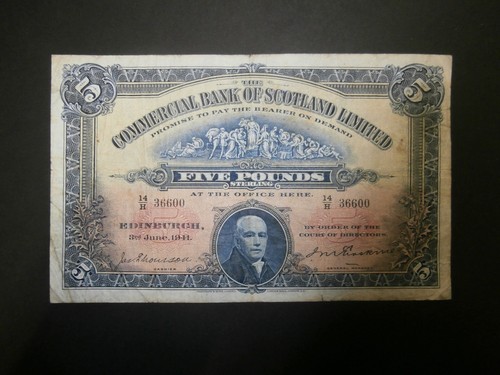 5 5
THE
COMMERCIAL BANK OF SCOTLAND LIMITED
PROMISE TO PAY THE BEARER ON DEMAND
FIVE POUNDS
STERLING
AT THE OFFICE HERE.
14/H 36600 14/H 36600
EDINBURGH, BY ORDER OF THE
3rd June, 1941. COURT OF DIRECTORS.
5 5